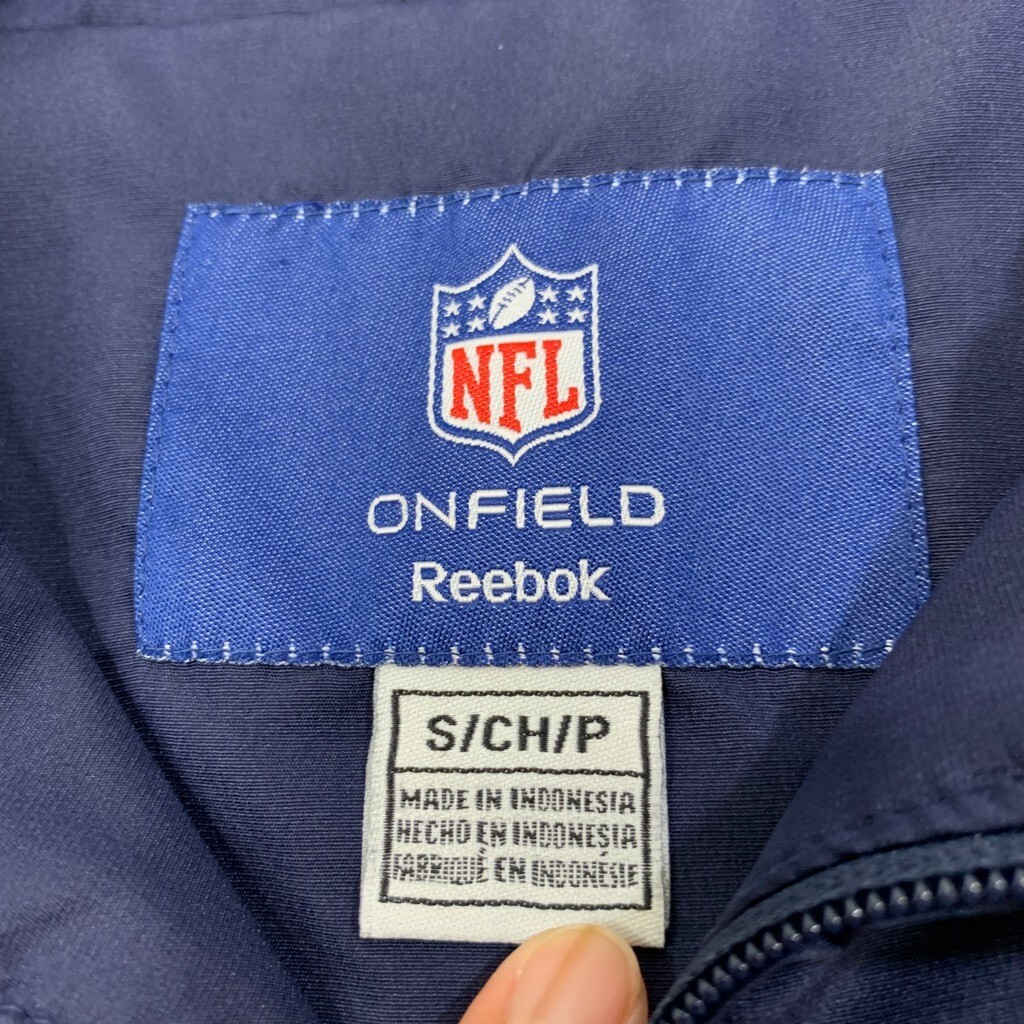 NFL
ONFIELD
Reebok
S/CH/P
MADE IN INDONESIA
HECHO EN INDONESIA
FABRIQUÉ EN INDONÉSIE